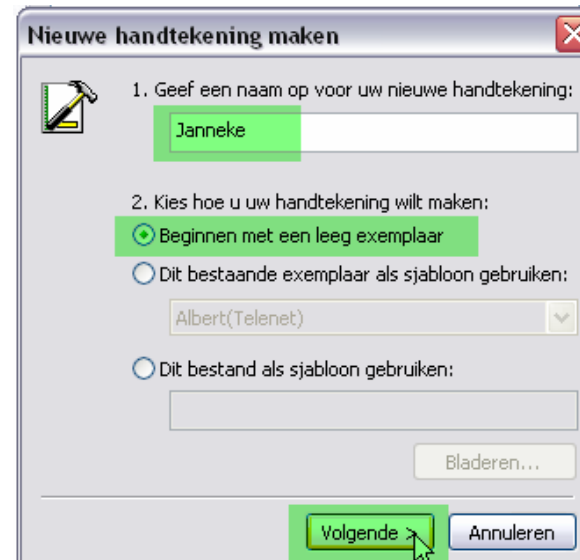 Nieuwe handtekening maken
1. Geef een naam op voor uw nieuwe handtekening:
Janneke
2. Kies hoe u uw handtekening wilt maken:
Beginnen met een leeg exemplaar
Dit bestaande exemplaar als sjabloon gebruiken:
Albert(Telenet)
Dit bestand als sjabloon gebruiken:
Bladeren...
Volgende > Annuleren